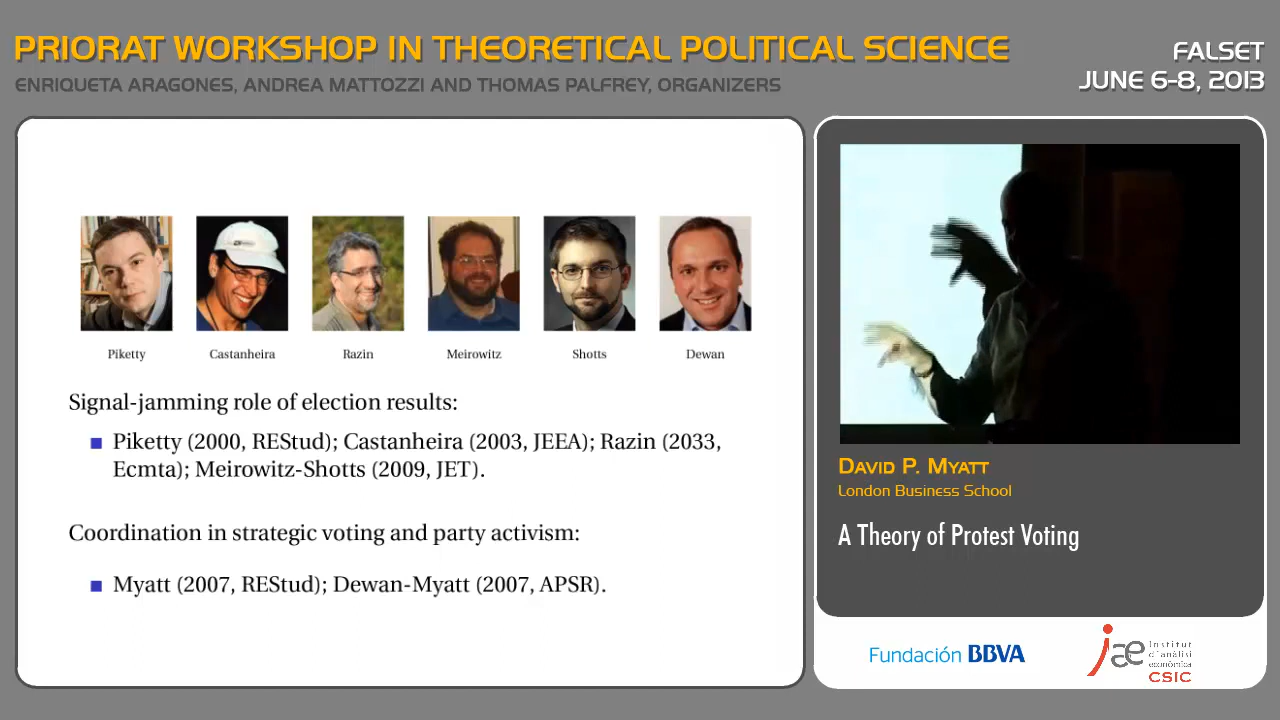 PRIORAT WORKSHOP IN THEORETICAL POLITICAL SCIENCE
ENRIQUETA ARAGONES, ANDREA MATTOZZI AND THOMAS PALFREY, ORGANIZERS
FALSET
JUNE 6-8, 2013
Piketty Castanheira Razin Meirowitz Shotts Dewan
Signal-jamming role of election results:
Piketty (2000, REStud); Castanheira (2003, JEEA); Razin (2033,
Ecmta); Meirowitz-Shotts (2009, JET).
Coordination in strategic voting and party activism:
Myatt (2007, REStud); Dewan-Myatt (2007, APSR).
DAVID P. MYATT
London Business School
A Theory of Protest Voting
Fundación BBVA
iae
Institut
d'anàlisi
econòmica
CSIC